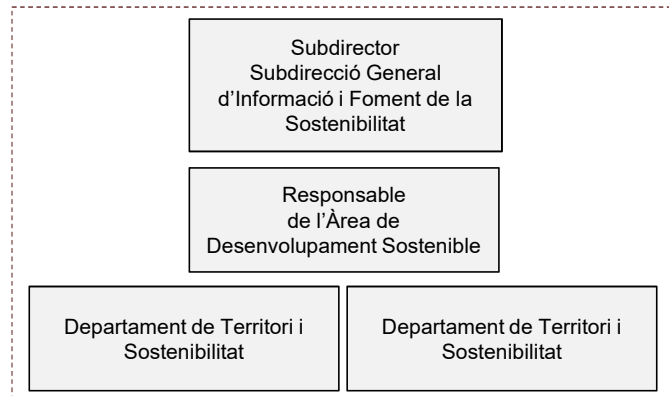 Subdirector
Subdirecció General
d’Informació i Foment de la
Sostenibilitat
Responsable
de l’Àrea de
Desenvolupament Sostenible
Departament de Territori i
Sostenibilitat
Departament de Territori i
Sostenibilitat